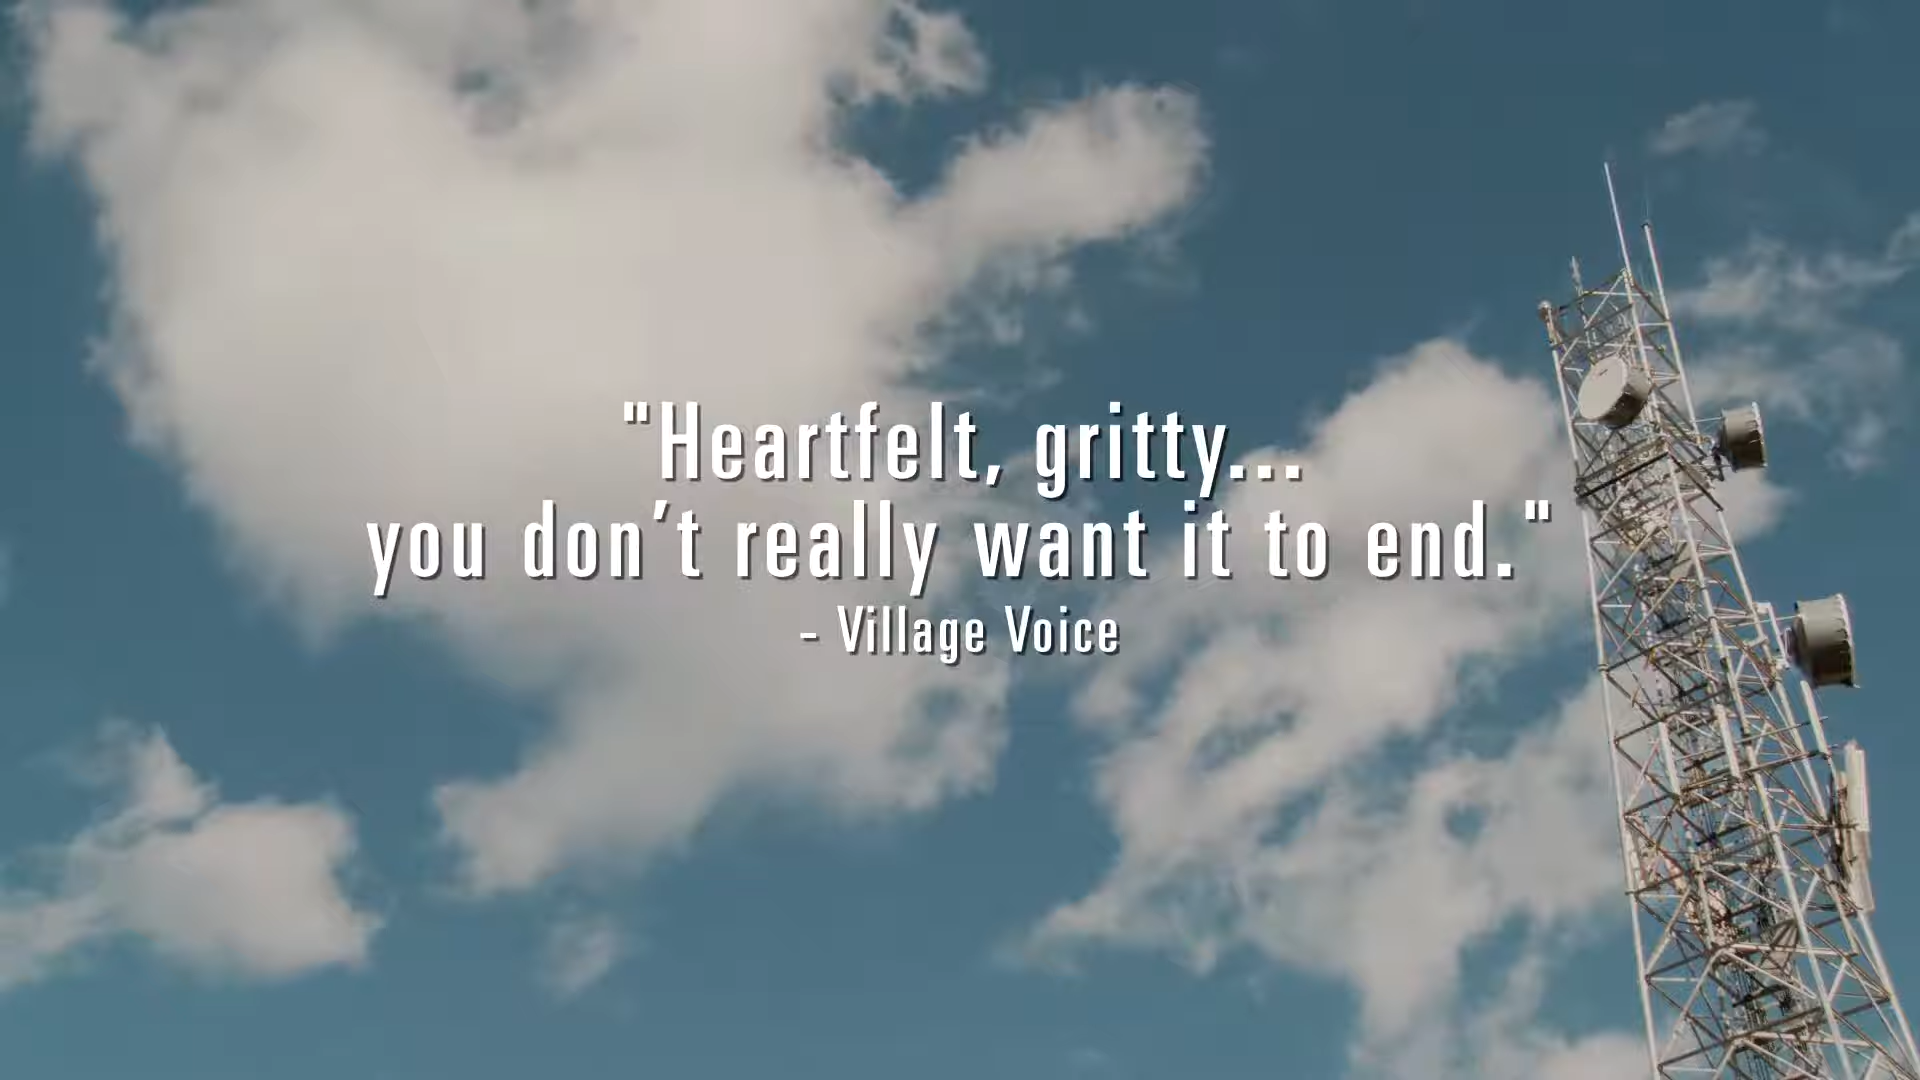 "Heartfelt, gritty...
you don't really want it to end."
- Village Voice